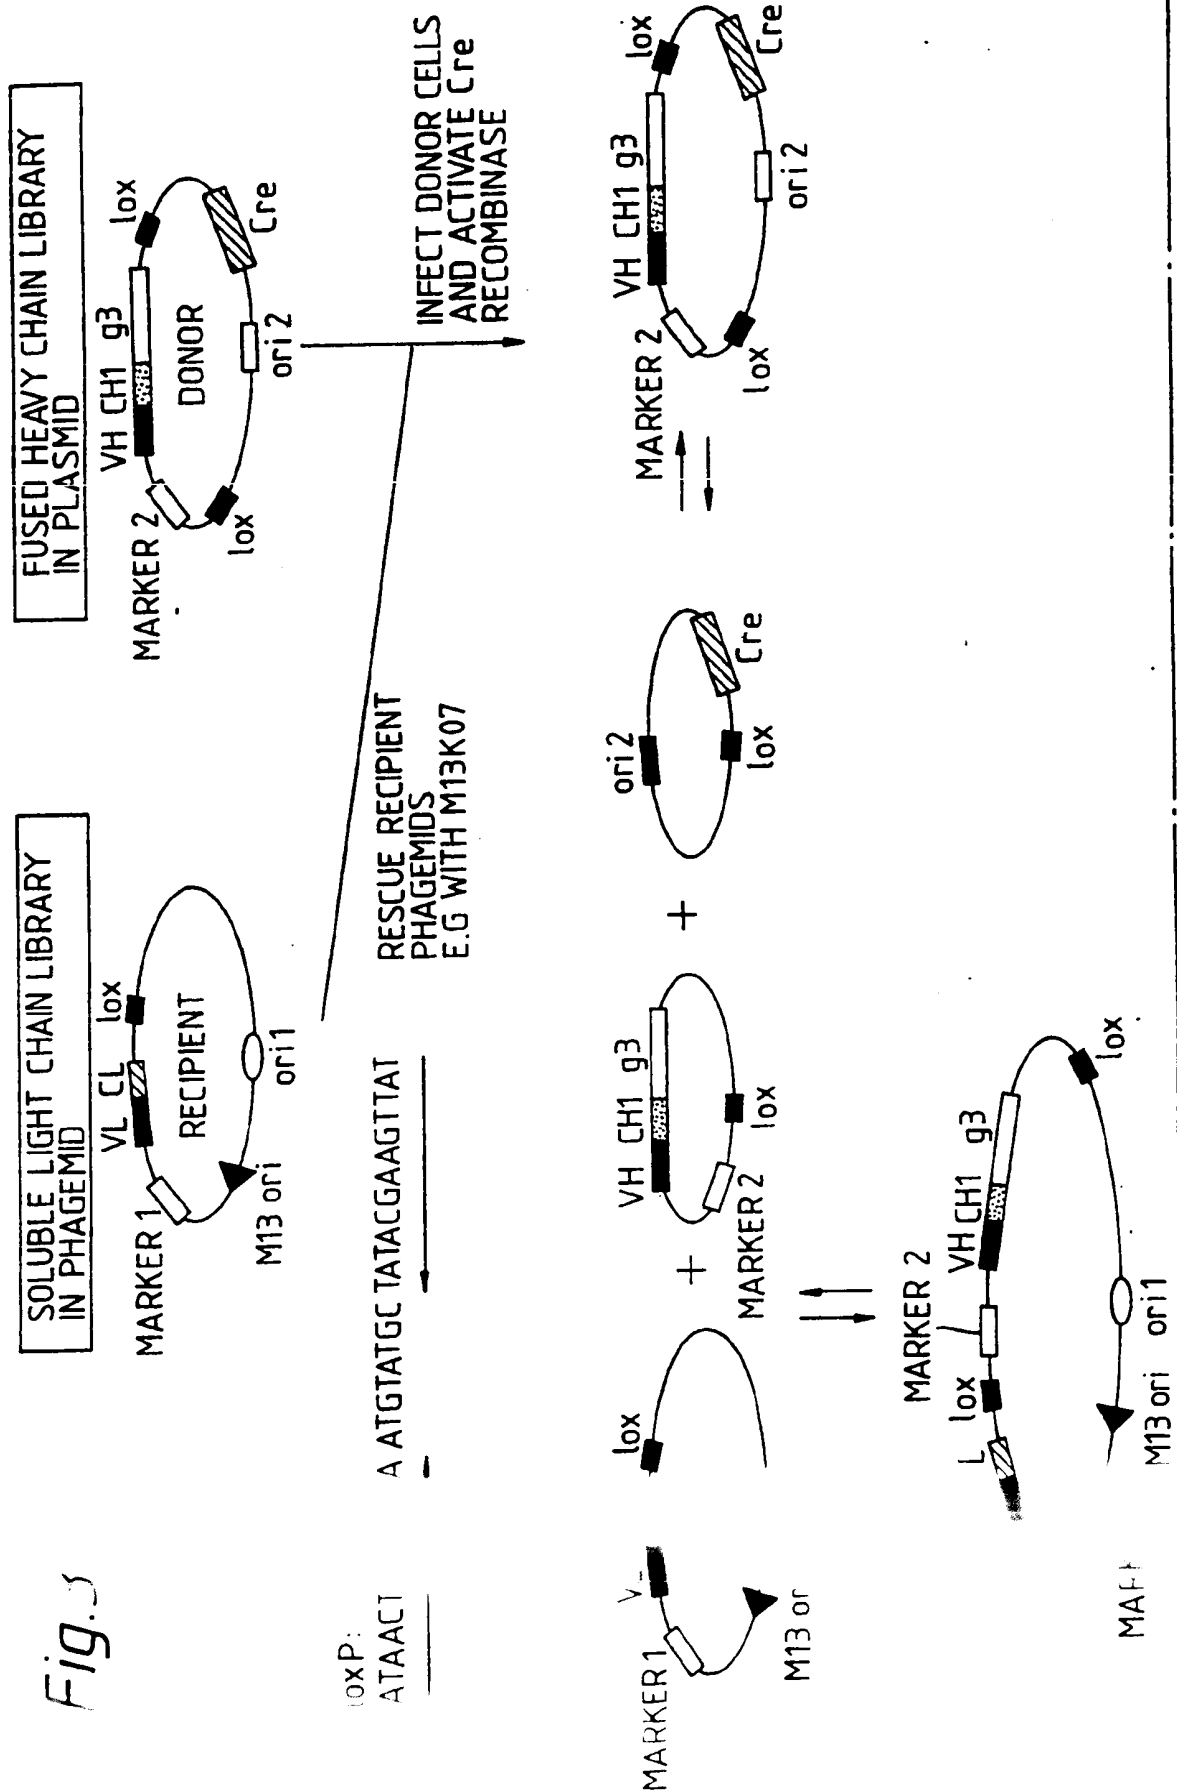 Fig.
SOLUBLE LIGHT CHAIN LIBRARY
IN PHAGEMID
FUSED HEAVY CHAIN LIBRARY
IN PLASMID
MARKER 1
VL CL
lox
RECIPIENT
M13 ori
ori1
MARKER 2
VH CH1 g3
lox
DONOR
lox
ori 2
Cre
oxP:
ATAACT
A ATGTATGC TATACGAAGTTAT
RESCUE RECIPIENT
PHAGEMIDS
E.G WITH M13K07
INFECT DONOR CELLS
AND ACTIVATE Cre
RECOMBINASE
MARKER 1
V
lox
M13 or
+
VH CH1 g3
MARKER 2
lox
+
ori 2
lox
Cre
MARKER 2
VH CH1 g3
lox
lox
ori 2
Cre
MARKER 2
L
lox
VH CH1
g3
lox
M13 ori
ori1
MAR